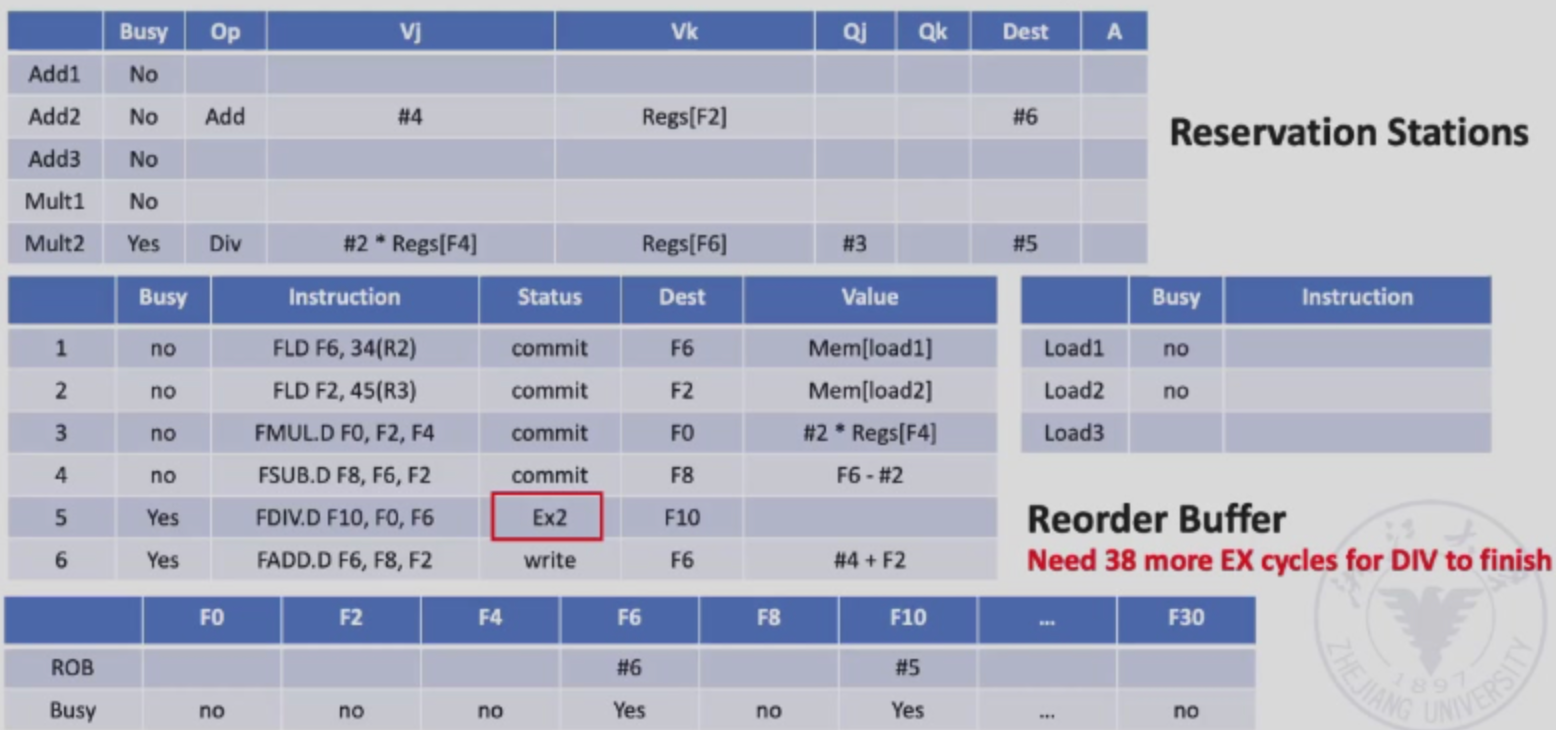 Busy Op Vj Vk Qj Qk Dest A
Add1 No
Add2 No Add #4 Regs[F2] #6
Add3 No
Mult1 No
Mult2 Yes Div #2 * Regs[F4] Regs[F6] #3 #5
Reservation Stations
Busy Instruction Status Dest Value
1 no FLD F6, 34(R2) commit F6 Mem[load1]
2 no FLD F2, 45(R3) commit F2 Mem[load2]
3 no FMUL.D F0, F2, F4 commit F0 #2 * Regs[F4]
4 no FSUB.D F8, F6, F2 commit F8 F6 - #2
5 Yes FDIV.D F10, F0, F6 Ex2 F10
6 Yes FADD.D F6, F8, F2 write F6 #4 + F2
Busy Instruction
Load1 no
Load2 no
Load3
Reorder Buffer
Need 38 more EX cycles for DIV to finish
F0 F2 F4 F6 F8 F10 ... F30
ROB #6 #5
Busy no no no Yes no Yes ... no
1897
ZHEJIANG UNIVERSITY